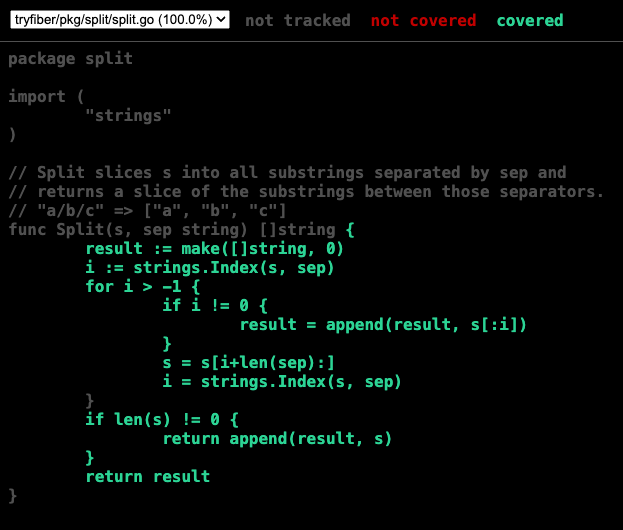 tryfiber/pkg/split/split.go (100.0%) not tracked not covered covered
package split
import (
        "strings"
)
// Split slices s into all substrings separated by sep and
// returns a slice of the substrings between those separators.
// "a/b/c" => ["a", "b", "c"]
func Split(s, sep string) []string {
        result := make([]string, 0)
        i := strings.Index(s, sep)
        for i > -1 {
                if i != 0 {
                        result = append(result, s[:i])
                }
                s = s[i+len(sep):]
                i = strings.Index(s, sep)
        }
        if len(s) != 0 {
                return append(result, s)
        }
        return result
}